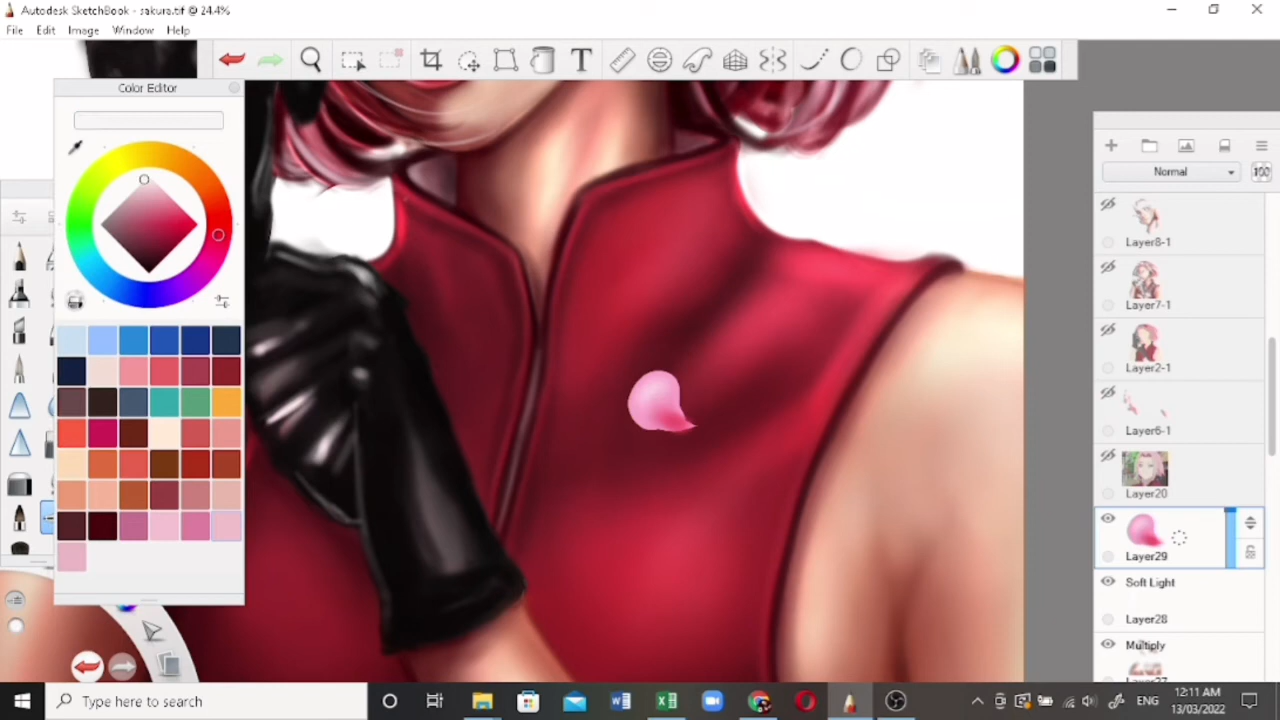 Autodesk SketchBook - sakura.tif @ 24.4%
File Edit Image Window Help
Color Editor
Normal
100
Layer8-1
Layer7-1
Layer2-1
Layer6-1
Layer20
Layer29
Soft Light
Layer28
Multiply
Type here to search
ENG
12:11 AM
13/03/2022